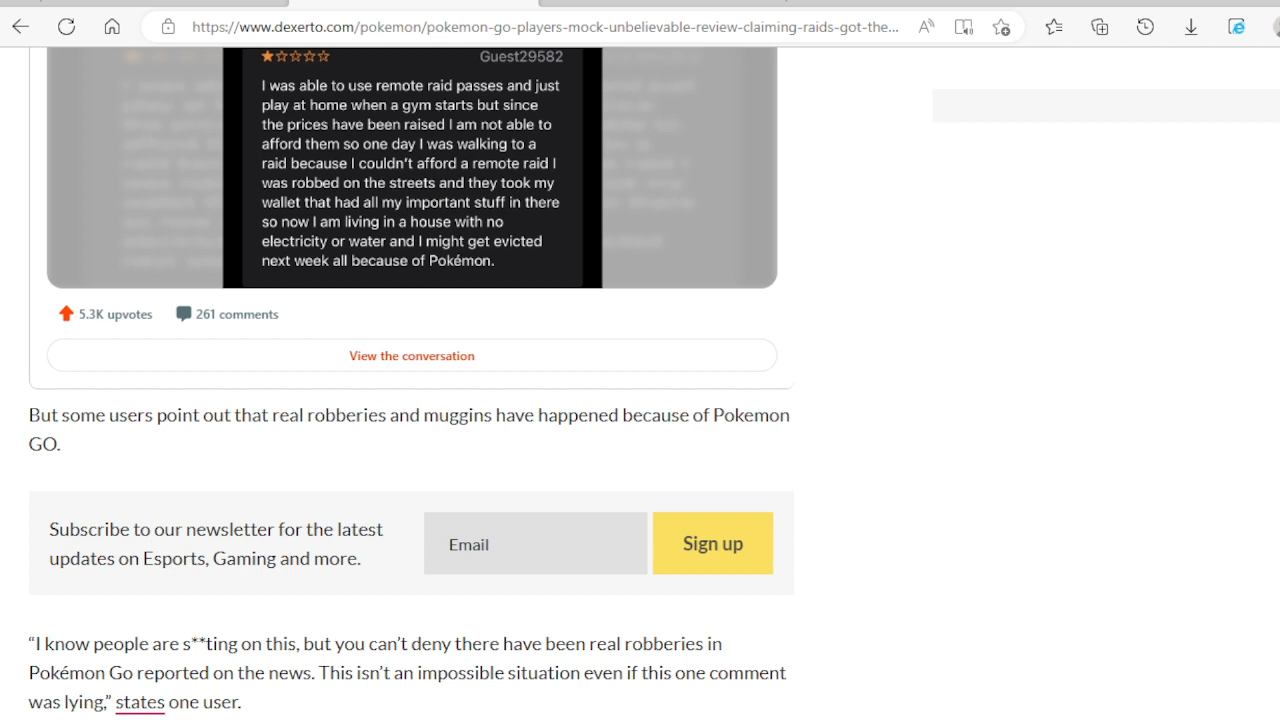 https://www.dexerto.com/pokemon/pokemon-go-players-mock-unbelievable-review-claiming-raids-got-the...
Guest29582
I was able to use remote raid passes and just
play at home when a gym starts but since
the prices have been raised I am not able to
afford them so one day I was walking to a
raid because I couldn't afford a remote raid I
was robbed on the streets and they took my
wallet that had all my important stuff in there
so now I am living in a house with no
electricity or water and I might get evicted
next week all because of Pokémon.
5.3K upvotes 261 comments
View the conversation
But some users point out that real robberies and muggins have happened because of Pokemon
GO.
Subscribe to our newsletter for the latest
updates on Esports, Gaming and more.
Email
Sign up
“I know people are s**ting on this, but you can’t deny there have been real robberies in
Pokémon Go reported on the news. This isn’t an impossible situation even if this one comment
was lying,” states one user.